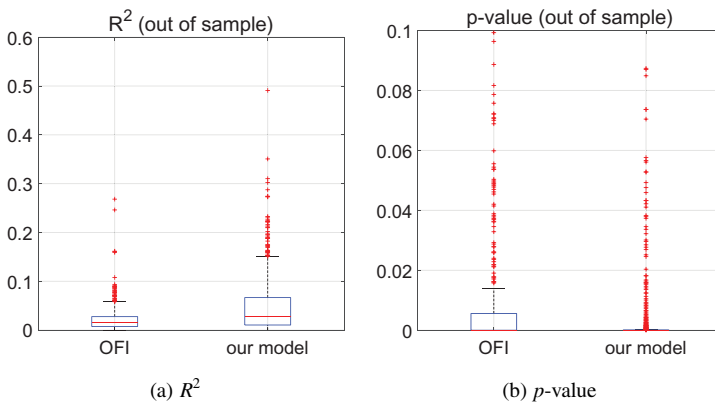 R² (out of sample)
0.6
0.5
0.4
0.3
0.2
0.1
0
OFI our model
(a) R²
p-value (out of sample)
0.1
0.08
0.06
0.04
0.02
0
OFI our model
(b) p-value